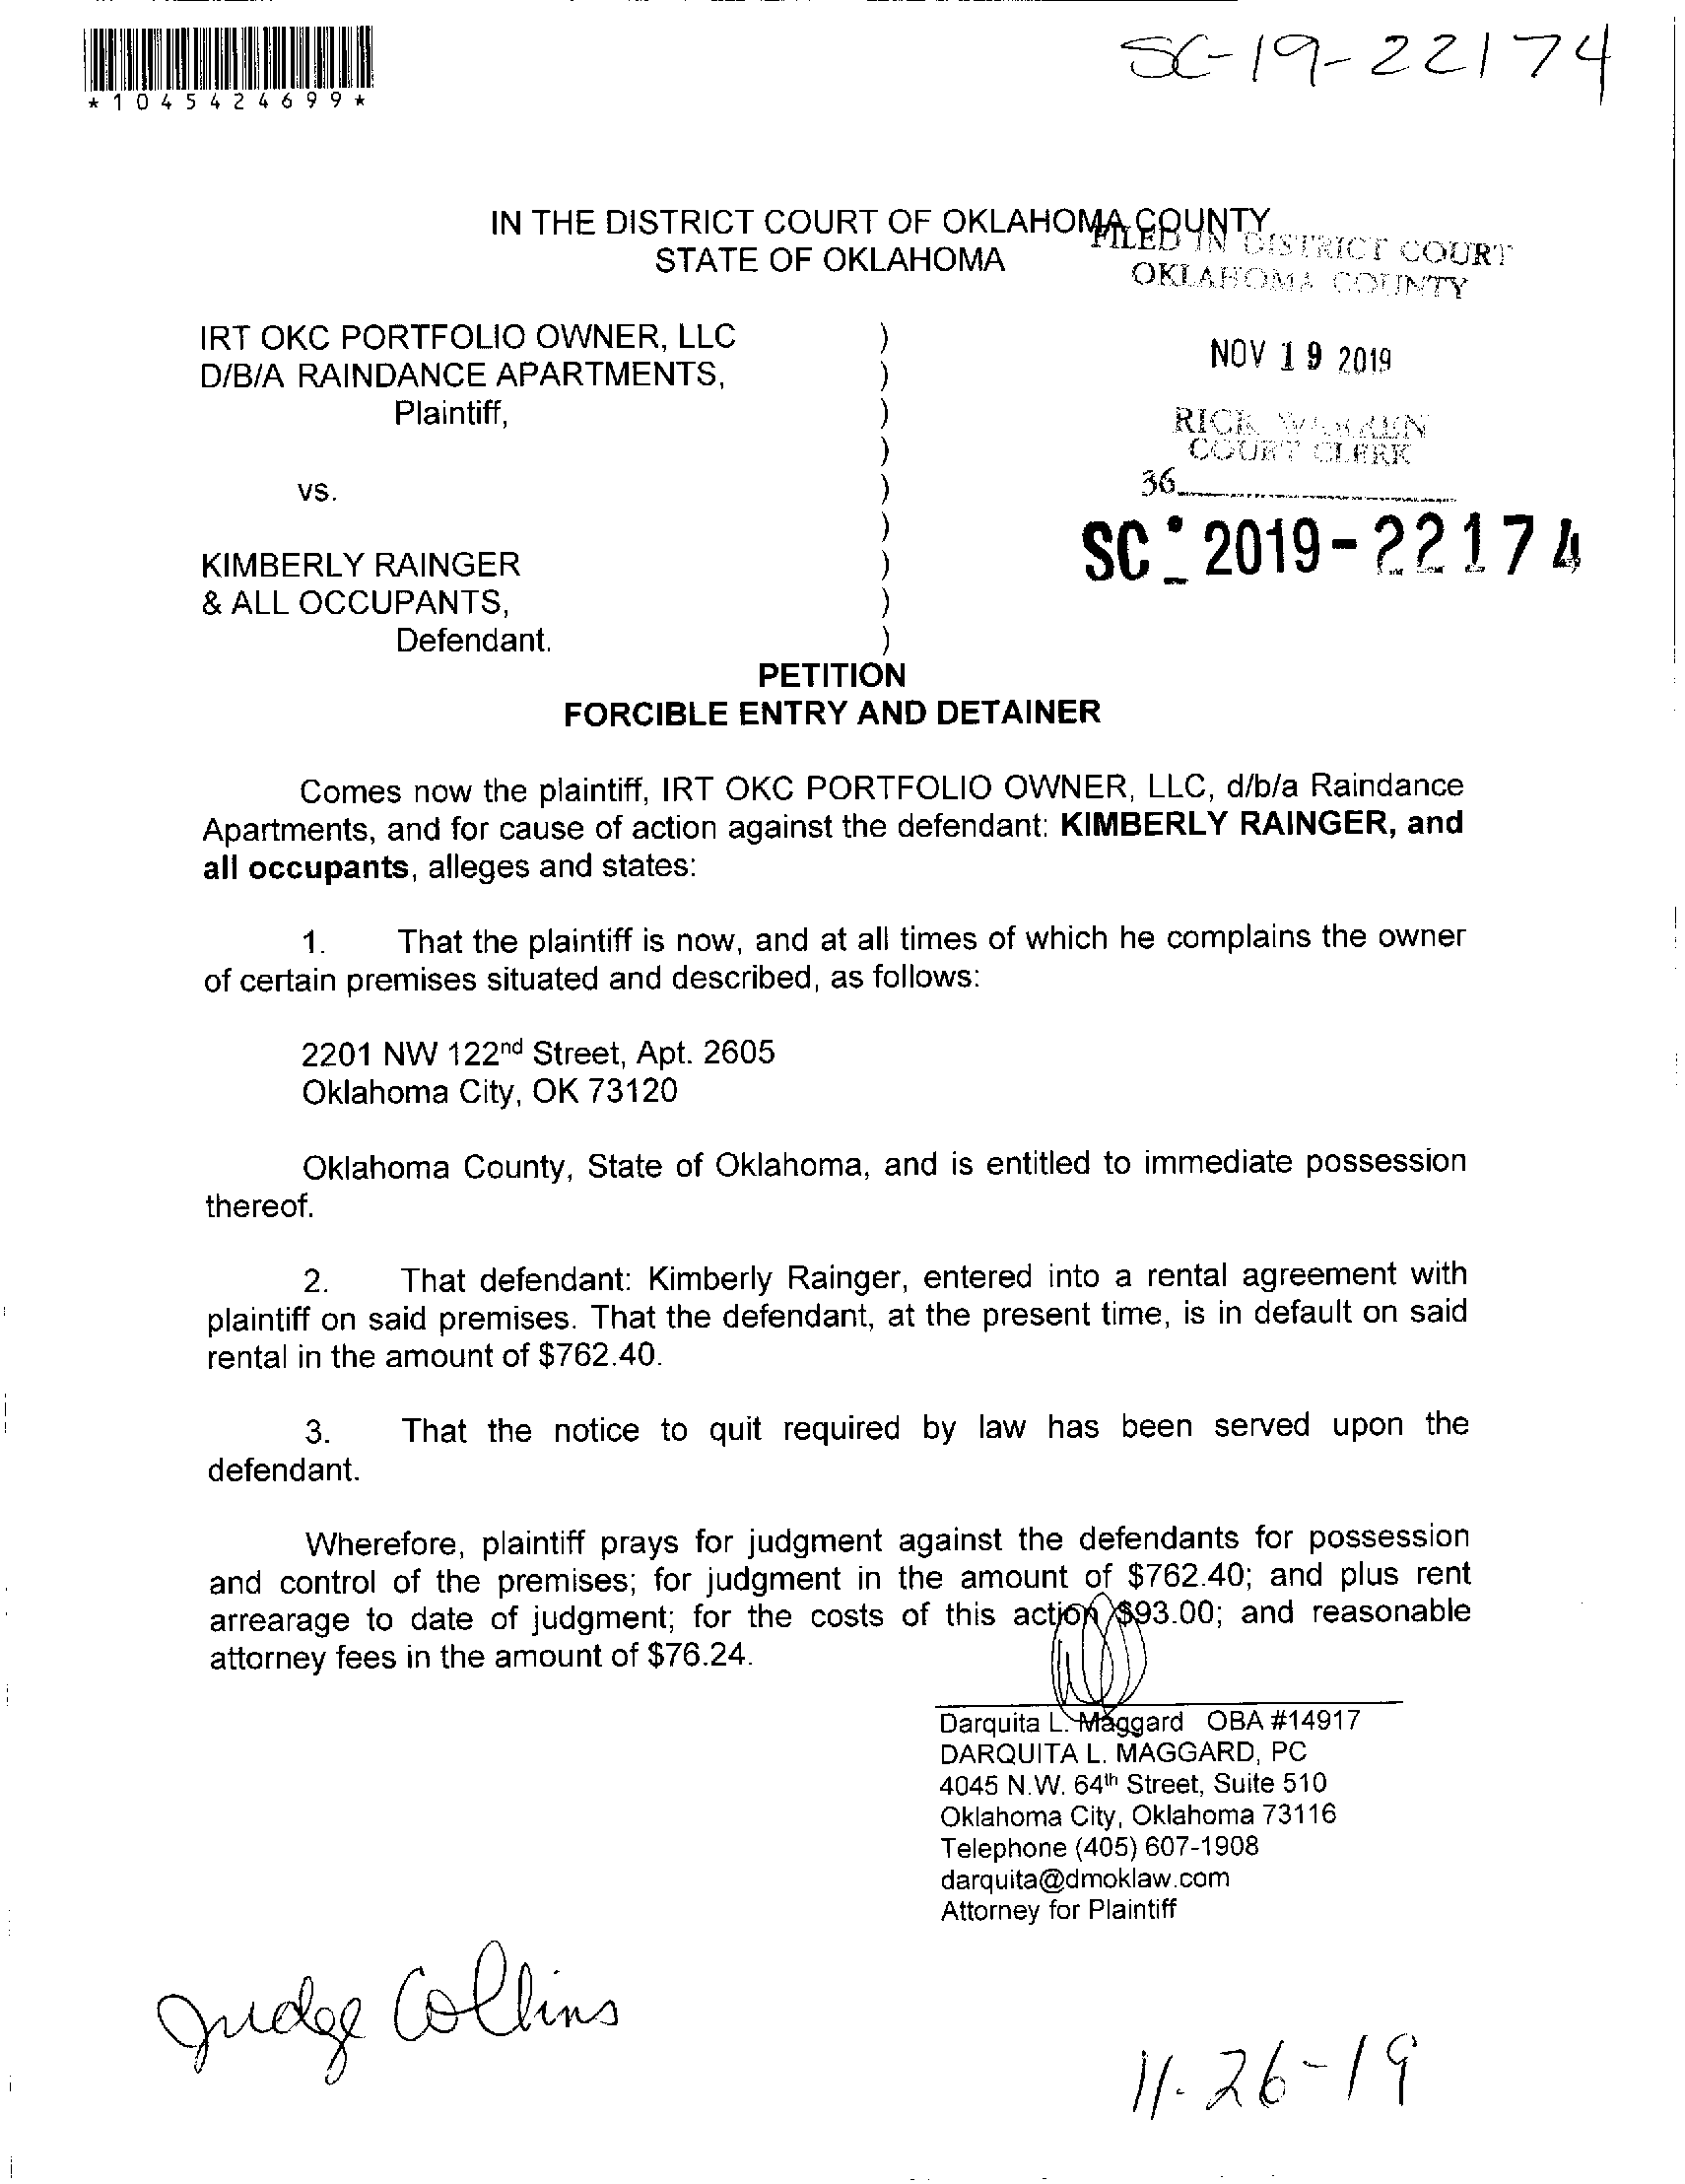 SC-19-22174
*1045424699*
IN THE DISTRICT COURT OF OKLAHOMA COUNTY
STATE OF OKLAHOMA
FILED IN DISTRICT COURT
OKLAHOMA COUNTY
IRT OKC PORTFOLIO OWNER, LLC )
D/B/A RAINDANCE APARTMENTS, )
Plaintiff, )
)
vs. )
)
KIMBERLY RAINGER )
& ALL OCCUPANTS, )
Defendant. )
NOV 19 2019
RICK WARREN
COURT CLERK
36
SC - 2019-22174
PETITION
FORCIBLE ENTRY AND DETAINER
Comes now the plaintiff, IRT OKC PORTFOLIO OWNER, LLC, d/b/a Raindance
Apartments, and for cause of action against the defendant: KIMBERLY RAINGER, and
all occupants, alleges and states:
1. That the plaintiff is now, and at all times of which he complains the owner
of certain premises situated and described, as follows:
2201 NW 122nd Street, Apt. 2605
Oklahoma City, OK 73120
Oklahoma County, State of Oklahoma, and is entitled to immediate possession
thereof.
2. That defendant: Kimberly Rainger, entered into a rental agreement with
plaintiff on said premises. That the defendant, at the present time, is in default on said
rental in the amount of $762.40.
3. That the notice to quit required by law has been served upon the
defendant.
Wherefore, plaintiff prays for judgment against the defendants for possession
and control of the premises; for judgment in the amount of $762.40; and plus rent
arrearage to date of judgment; for the costs of this action $93.00; and reasonable
attorney fees in the amount of $76.24.
Darquita L. Maggard OBA #14917
DARQUITA L. MAGGARD, PC
4045 N.W. 64th Street, Suite 510
Oklahoma City, Oklahoma 73116
Telephone (405) 607-1908
darquita@dmoklaw.com
Attorney for Plaintiff
Judge Collins
11-26-19